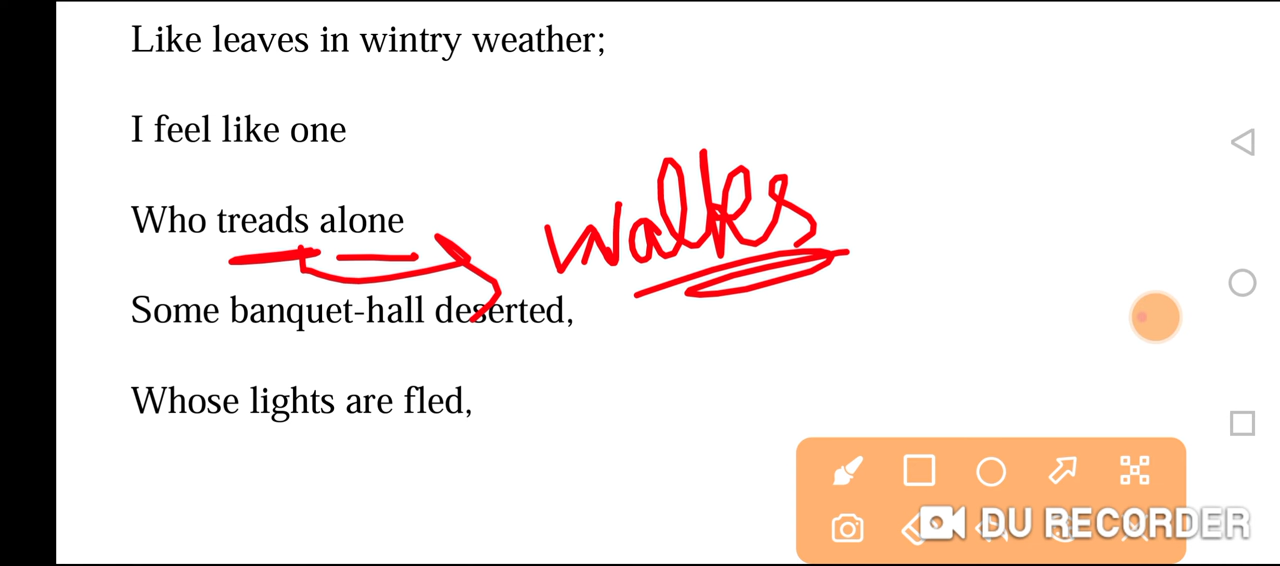 Like leaves in wintry weather;
I feel like one
Who treads alone
walks
Some banquet-hall deserted,
Whose lights are fled,
DU RECORDER